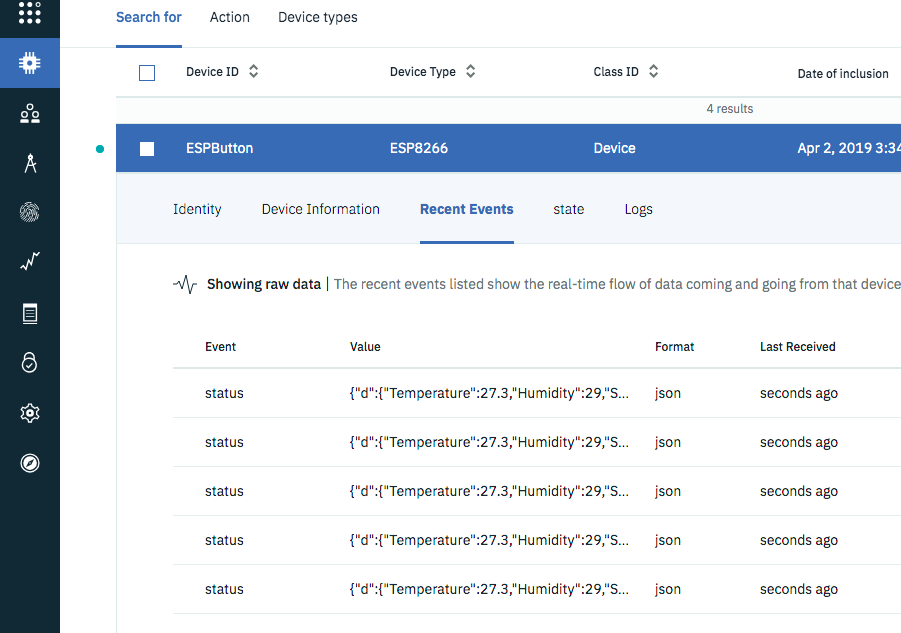 Search for Action Device types
Device ID Device Type Class ID Date of inclusion
4 results
ESPButton ESP8266 Device Apr 2, 2019 3:34
Identity Device Information Recent Events state Logs
Showing raw data | The recent events listed show the real-time flow of data coming and going from that device
Event Value Format Last Received
status {"d":{"Temperature":27.3,"Humidity":29,"S... json seconds ago
status {"d":{"Temperature":27.3,"Humidity":29,"S... json seconds ago
status {"d":{"Temperature":27.3,"Humidity":29,"S... json seconds ago
status {"d":{"Temperature":27.3,"Humidity":29,"S... json seconds ago
status {"d":{"Temperature":27.3,"Humidity":29,"S... json seconds ago